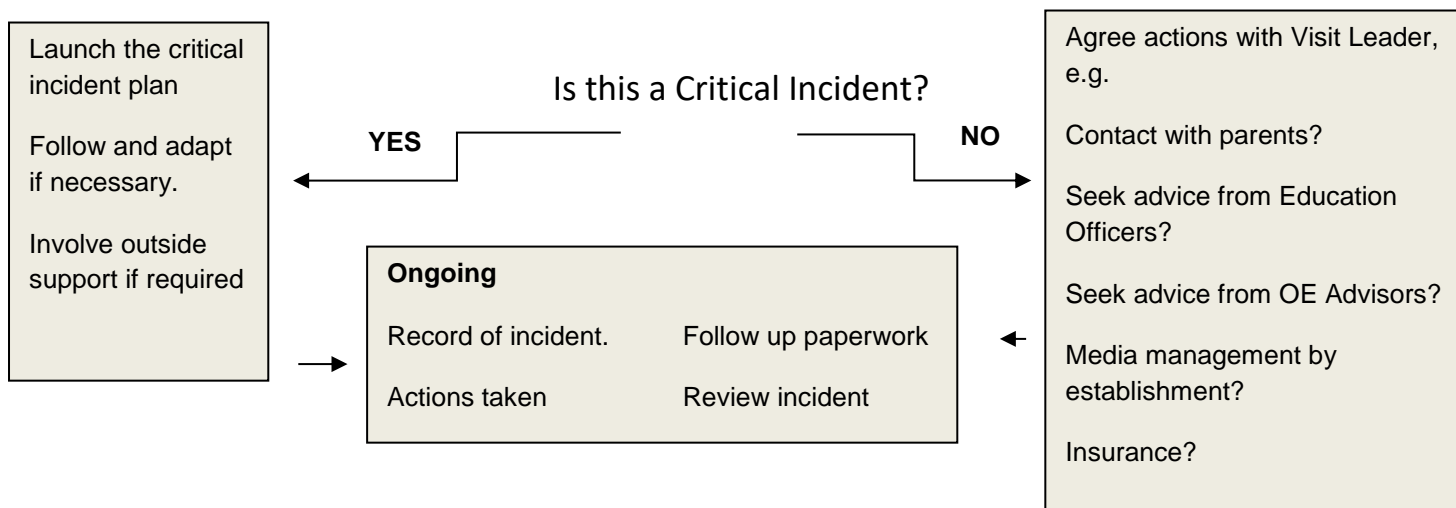 Launch the critical
incident plan
Follow and adapt
if necessary.
Involve outside
support if required
Is this a Critical Incident?
YES
NO
Agree actions with Visit Leader,
e.g.
Contact with parents?
Seek advice from Education
Officers?
Seek advice from OE Advisors?
Media management by
establishment?
Insurance?
Ongoing
Record of incident. Follow up paperwork
Actions taken Review incident